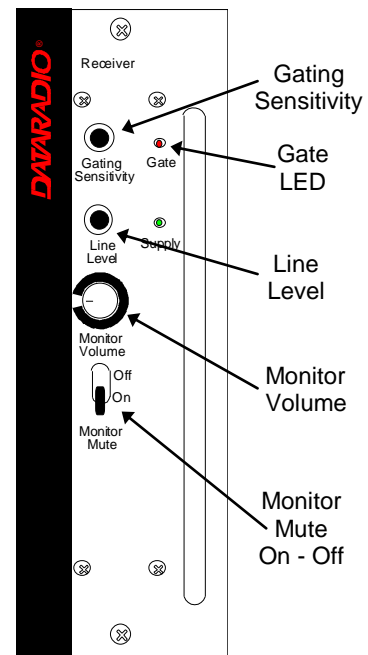 DATARADIO®
Receiver
Gating
Sensitivity
Gate
Line
Level
Supply
Monitor
Volume
Off
On
Monitor
Mute
Gating
Sensitivity
Gate
LED
Line
Level
Monitor
Volume
Monitor
Mute
On - Off